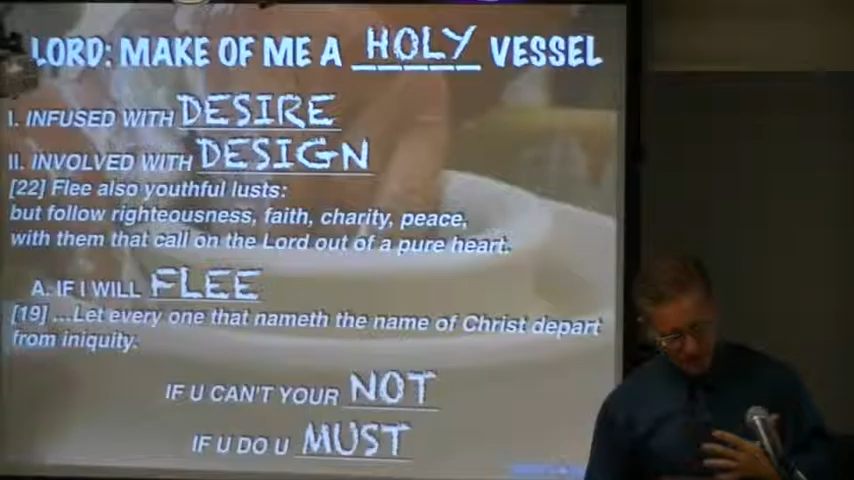 LORD: MAKE OF ME A HOLY VESSEL
I. INFUSED WITH DESIRE
II. INVOLVED WITH DESIGN
[22] Flee also youthful lusts:
but follow righteousness, faith, charity, peace,
with them that call on the Lord out of a pure heart.
A. IF I WILL FLEE
[19] ...Let every one that nameth the name of Christ depart
from iniquity.
IF U CAN'T YOUR NOT
IF U DO U MUST